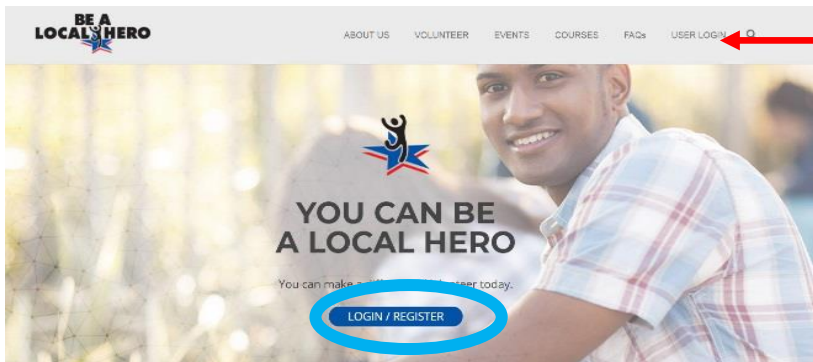 BE A
LOCAL HERO
ABOUT US VOLUNTEER EVENTS COURSES FAQs USER LOGIN
YOU CAN BE
A LOCAL HERO
You can make a today.
LOGIN / REGISTER